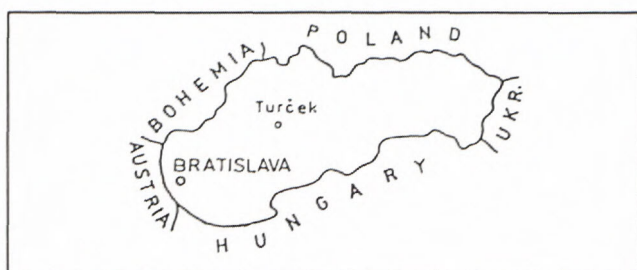 POLAND
BOHEMIA
UKR.
Turček
AUSTRIA
BRATISLAVA
HUNGARY